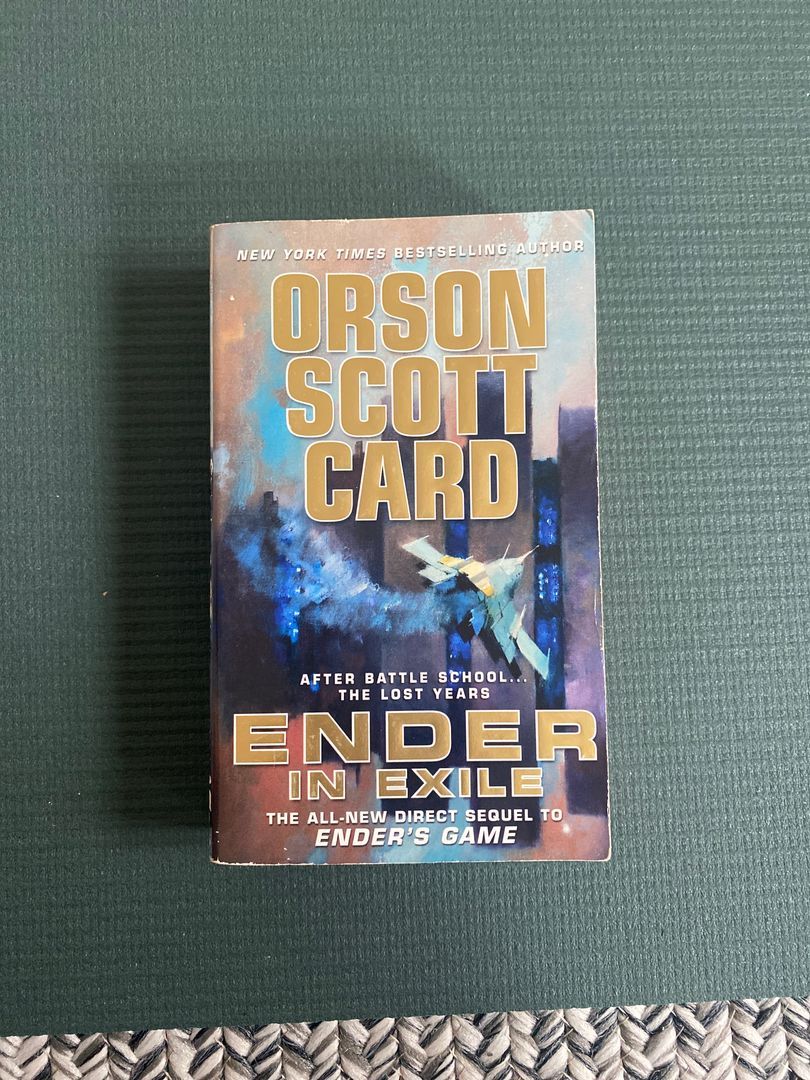 NEW YORK TIMES BESTSELLING AUTHOR
ORSON
SCOTT
CARD
AFTER BATTLE SCHOOL...
THE LOST YEARS
ENDER
IN EXILE
THE ALL-NEW DIRECT SEQUEL TO
ENDER'S GAME